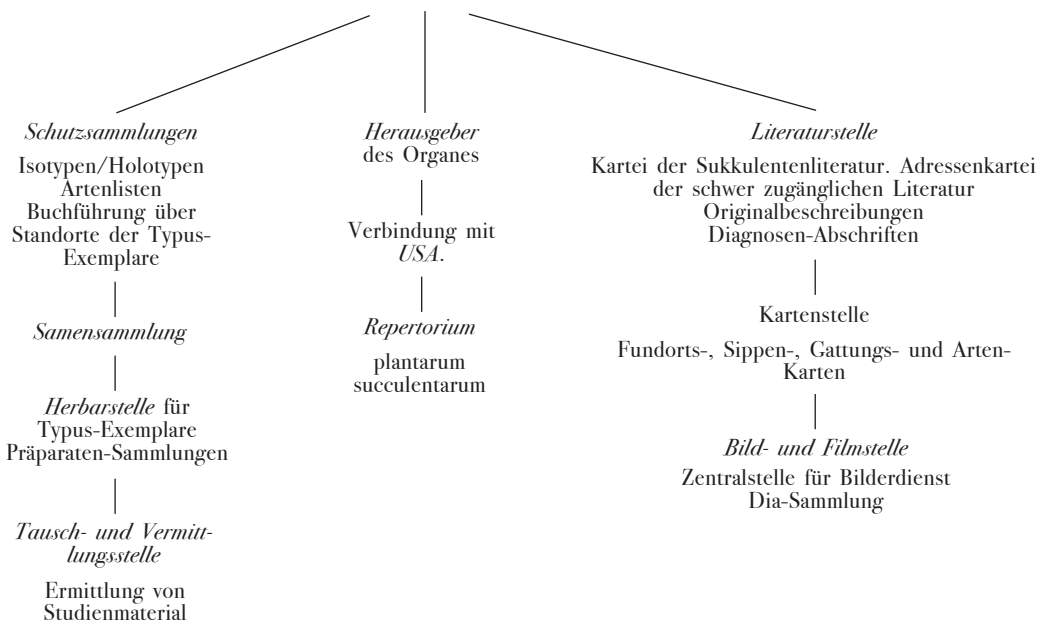 Schutzsammlungen
Isotypen/Holotypen
Artenlisten
Buchführung über
Standorte der Typus-
Exemplare
Samensammlung
Herbarstelle für
Typus-Exemplare
Präparaten-Sammlungen
Tausch- und Vermitt-
lungsstelle
Ermittlung von
Studienmaterial
Herausgeber
des Organes
Verbindung mit
USA.
Repertorium
plantarum
succulentarum
Literaturstelle
Kartei der Sukkulentenliteratur. Adressenkartei
der schwer zugänglichen Literatur
Originalbeschreibungen
Diagnosen-Abschriften
Kartenstelle
Fundorts-, Sippen-, Gattungs- und Arten-
Karten
Bild- und Filmstelle
Zentralstelle für Bilderdienst
Dia-Sammlung